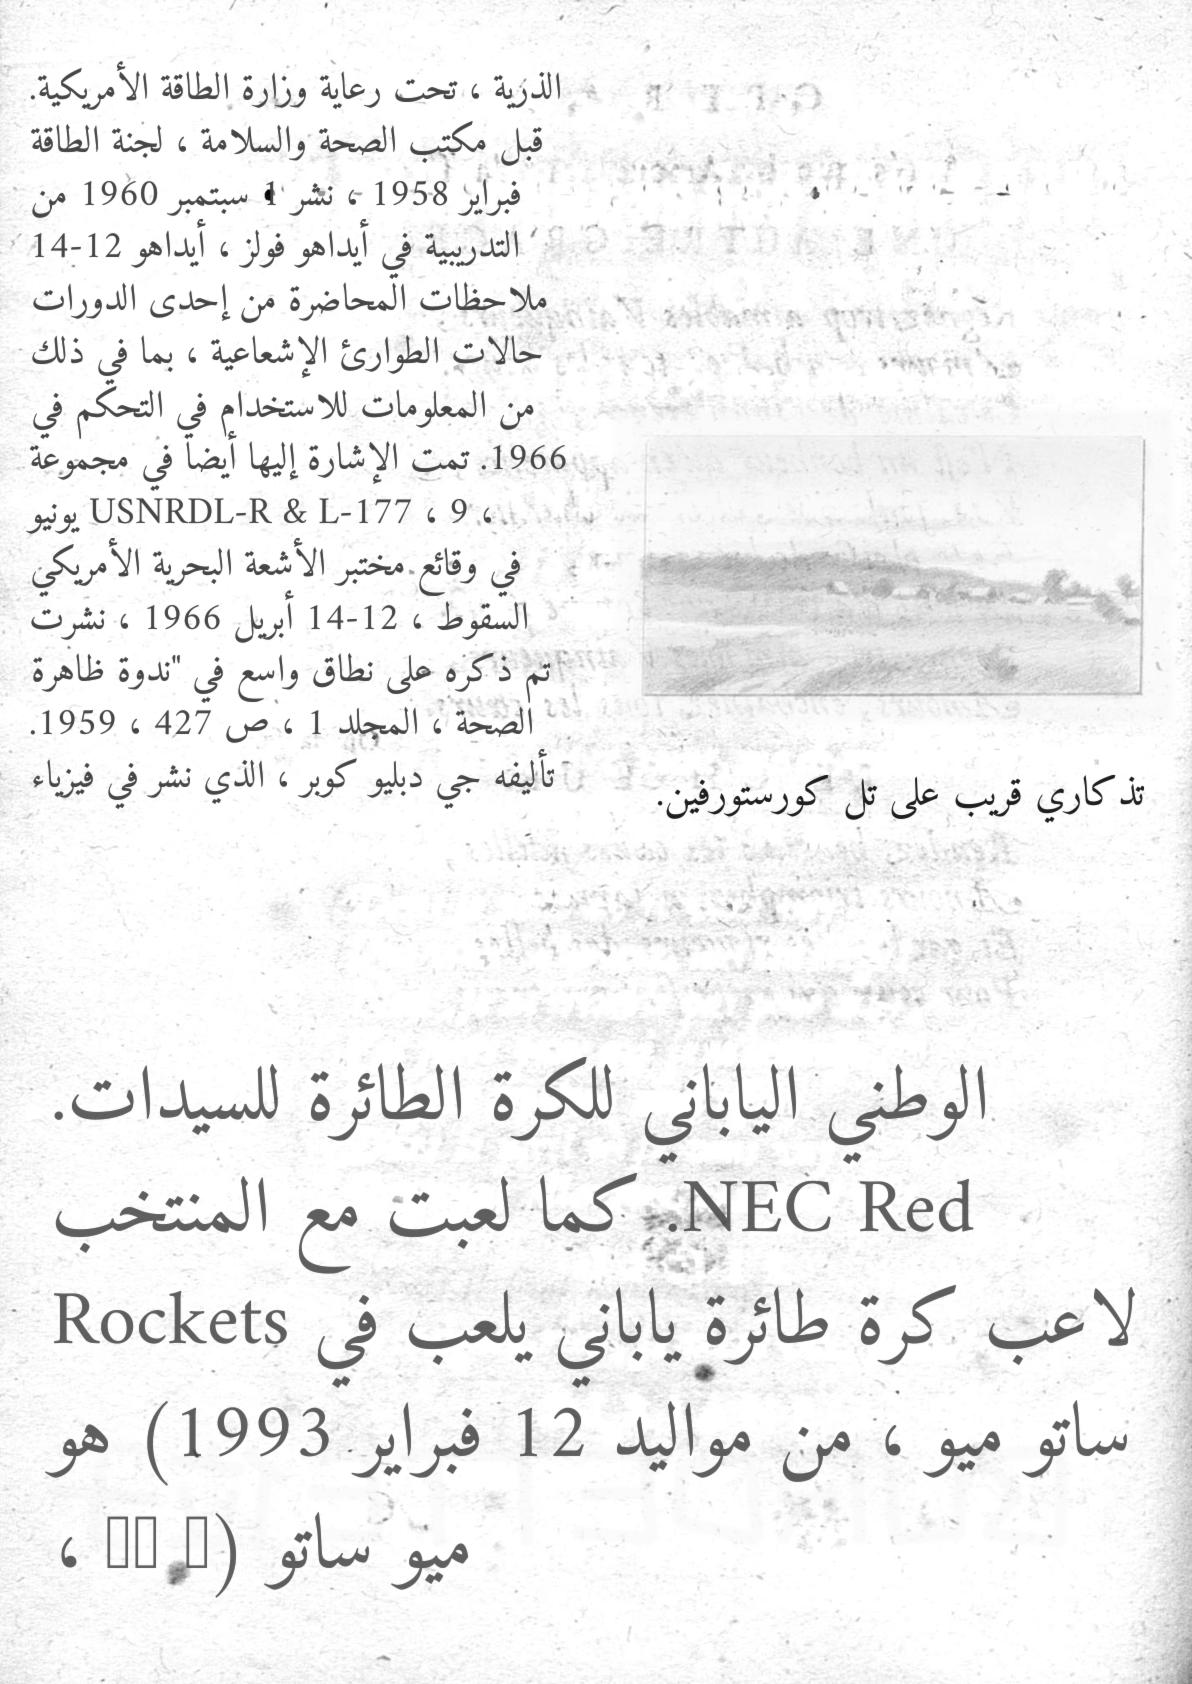 الذرية ، تحت رعاية وزارة الطاقة الأمريكية.
قبل مكتب الصحة والسلامة ، لجنة الطاقة
فبراير 1958 ، نشر 1 سبتمبر 1960 من
التدريبية في أيداهو فولز ، أيداهو 12-14
ملاحظات المحاضرة من إحدى الدورات
حالات الطوارئ الإشعاعية ، بما في ذلك
من المعلومات للاستخدام في التحكم في
1966. تمت الإشارة إليها أيضا في مجموعة
، USNRDL-R & L-177 ، 9 يونيو
في وقائع مختبر الأشعة البحرية الأمريكي
السقوط ، 12-14 أبريل 1966 ، نشرت
تم ذكره على نطاق واسع في "ندوة ظاهرة
الصحة ، المجلد 1 ، ص 427 ، 1959.
تأليفه جي دبليو كوبر ، الذي نشر في فيزياء
تذكاري قريب على تل كورستورفين.
الوطني الياباني للكرة الطائرة للسيدات.
NEC Red. كما لعبت مع المنتخب
لاعب كرة طائرة ياباني يلعب في Rockets
ساتو ميو ، من مواليد 12 فبراير 1993) هو
ميو ساتو (،